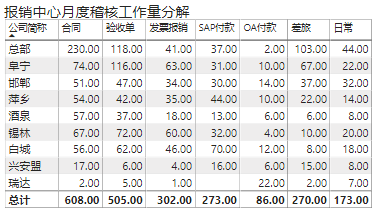 报销中心月度稽核工作量分解
公司简称 合同 验收单 发票报销 SAP付款 OA付款 差旅 日常
总部 230.00 118.00 41.00 37.00 2.00 103.00 44.00
阜宁 74.00 116.00 63.00 31.00 10.00 67.00 22.00
邯郸 51.00 47.00 34.00 30.00 14.00 37.00 32.00
萍乡 54.00 42.00 35.00 44.00 10.00 22.00 14.00
酒泉 57.00 37.00 18.00 13.00 6.00 6.00 8.00
锡林 67.00 72.00 60.00 32.00 4.00 10.00 20.00
白城 56.00 62.00 46.00 70.00 12.00 8.00 18.00
兴安盟 17.00 6.00 4.00 16.00 6.00 15.00 8.00
瑞达 2.00 5.00 1.00 22.00 2.00 7.00
总计 608.00 505.00 302.00 273.00 86.00 270.00 173.00